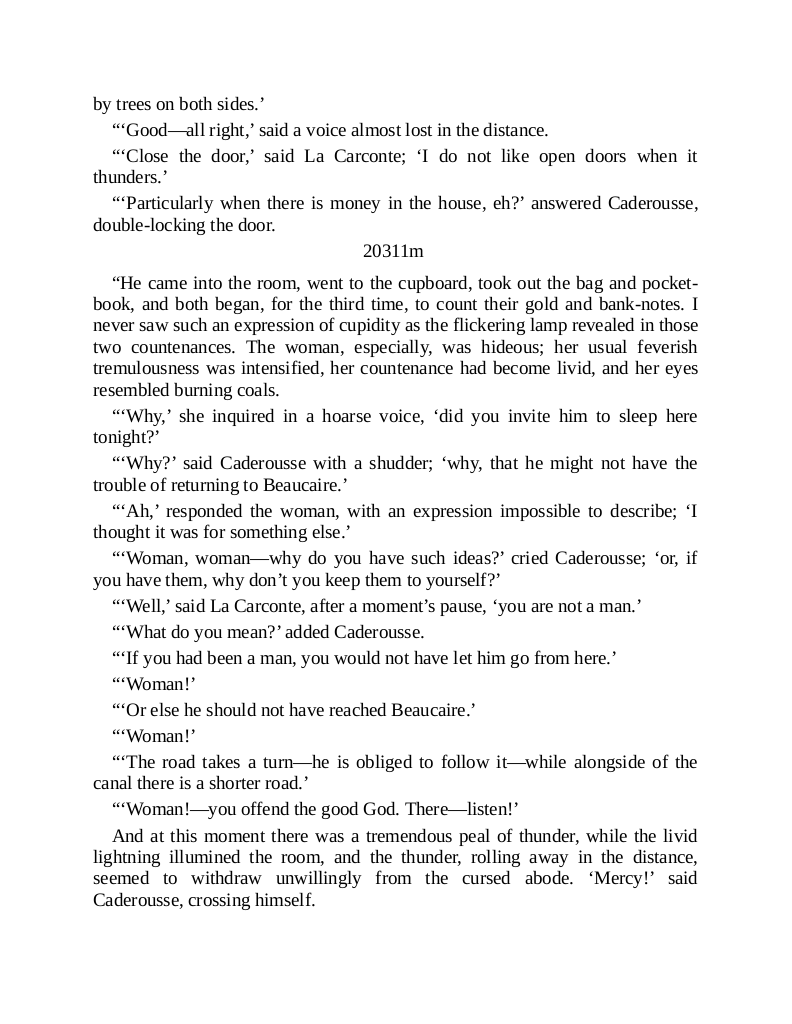 by trees on both sides.’
“‘Good—all right,’ said a voice almost lost in the distance.
“‘Close the door,’ said La Carconte; ‘I do not like open doors when it
thunders.’
“‘Particularly when there is money in the house, eh?’ answered Caderousse,
double-locking the door.
20311m
“He came into the room, went to the cupboard, took out the bag and pocket-
book, and both began, for the third time, to count their gold and bank-notes. I
never saw such an expression of cupidity as the flickering lamp revealed in those
two countenances. The woman, especially, was hideous; her usual feverish
tremulousness was intensified, her countenance had become livid, and her eyes
resembled burning coals.
“‘Why,’ she inquired in a hoarse voice, ‘did you invite him to sleep here
tonight?’
“‘Why?’ said Caderousse with a shudder; ‘why, that he might not have the
trouble of returning to Beaucaire.’
“‘Ah,’ responded the woman, with an expression impossible to describe; ‘I
thought it was for something else.’
“‘Woman, woman—why do you have such ideas?’ cried Caderousse; ‘or, if
you have them, why don’t you keep them to yourself?’
“‘Well,’ said La Carconte, after a moment’s pause, ‘you are not a man.’
“‘What do you mean?’ added Caderousse.
“‘If you had been a man, you would not have let him go from here.’
“‘Woman!’
“‘Or else he should not have reached Beaucaire.’
“‘Woman!’
“‘The road takes a turn—he is obliged to follow it—while alongside of the
canal there is a shorter road.’
“‘Woman!—you offend the good God. There—listen!’
And at this moment there was a tremendous peal of thunder, while the livid
lightning illumined the room, and the thunder, rolling away in the distance,
seemed to withdraw unwillingly from the cursed abode. ‘Mercy!’ said
Caderousse, crossing himself.